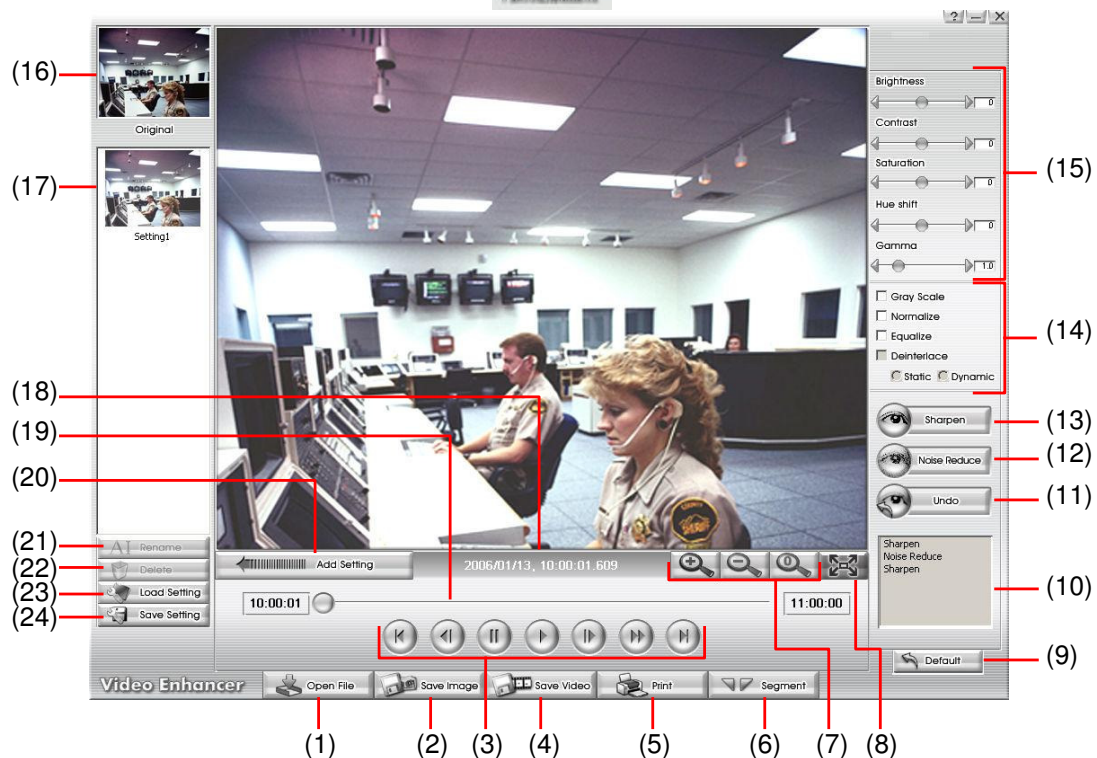 ? — X
(16)
Original
(17)
Setting1
Brightness
0
Contrast
0
Saturation
0
Hue shift
0
Gamma
1.0
(15)
Gray Scale
Normalize
Equalize
Deinterlace
Static Dynamic
(14)
(18)
(19)
(20)
Sharpen
(13)
Noise Reduce
(12)
Undo
(11)
COUNTY
SHERIFF
(21)
AI Rename
(22)
Delete
(23)
Load Setting
(24)
Save Setting
Add Setting
2006/01/13, 10:00:01.609
Sharpen
Noise Reduce
Sharpen
(10)
10:00:01
11:00:00
Default
(9)
Video Enhancer
Open File
Save Image
Save Video
Print
Segment
(1) (2) (3) (4) (5) (6) (7) (8)